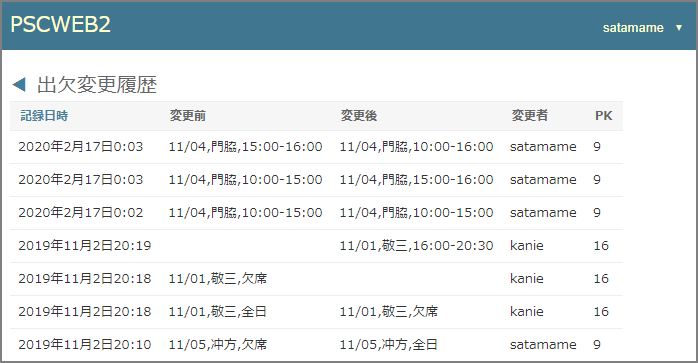 PSCWEB2
satamame ▼
◀ 出欠変更履歴
記録日時 変更前 変更後 変更者 PK
2020年2月17日0:03 11/04,門脇,15:00-16:00 11/04,門脇,10:00-16:00 satamame 9
2020年2月17日0:03 11/04,門脇,10:00-15:00 11/04,門脇,15:00-16:00 satamame 9
2020年2月17日0:02 11/04,門脇,10:00-15:00 11/04,門脇,10:00-15:00 satamame 9
2019年11月2日20:19 11/01,敬三,16:00-20:30 kanie 16
2019年11月2日20:18 11/01,敬三,欠席 kanie 16
2019年11月2日20:18 11/01,敬三,全日 11/01,敬三,欠席 kanie 16
2019年11月2日20:10 11/05,冲方,欠席 11/05,冲方,全日 satamame 9